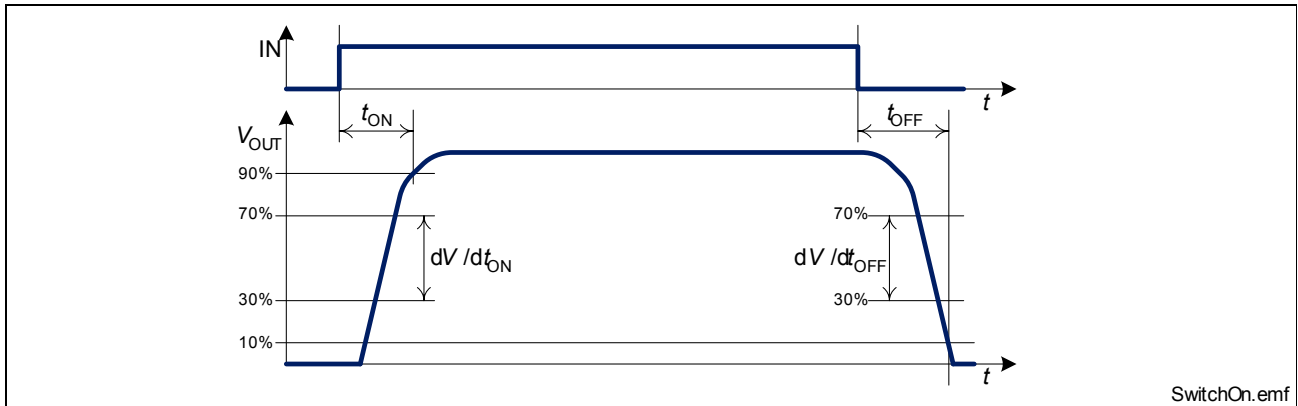 IN
t
tON
tOFF
VOUT
90%
70%
70%
dV /dtON
dV /dtOFF
30%
30%
10%
t
SwitchOn.emf